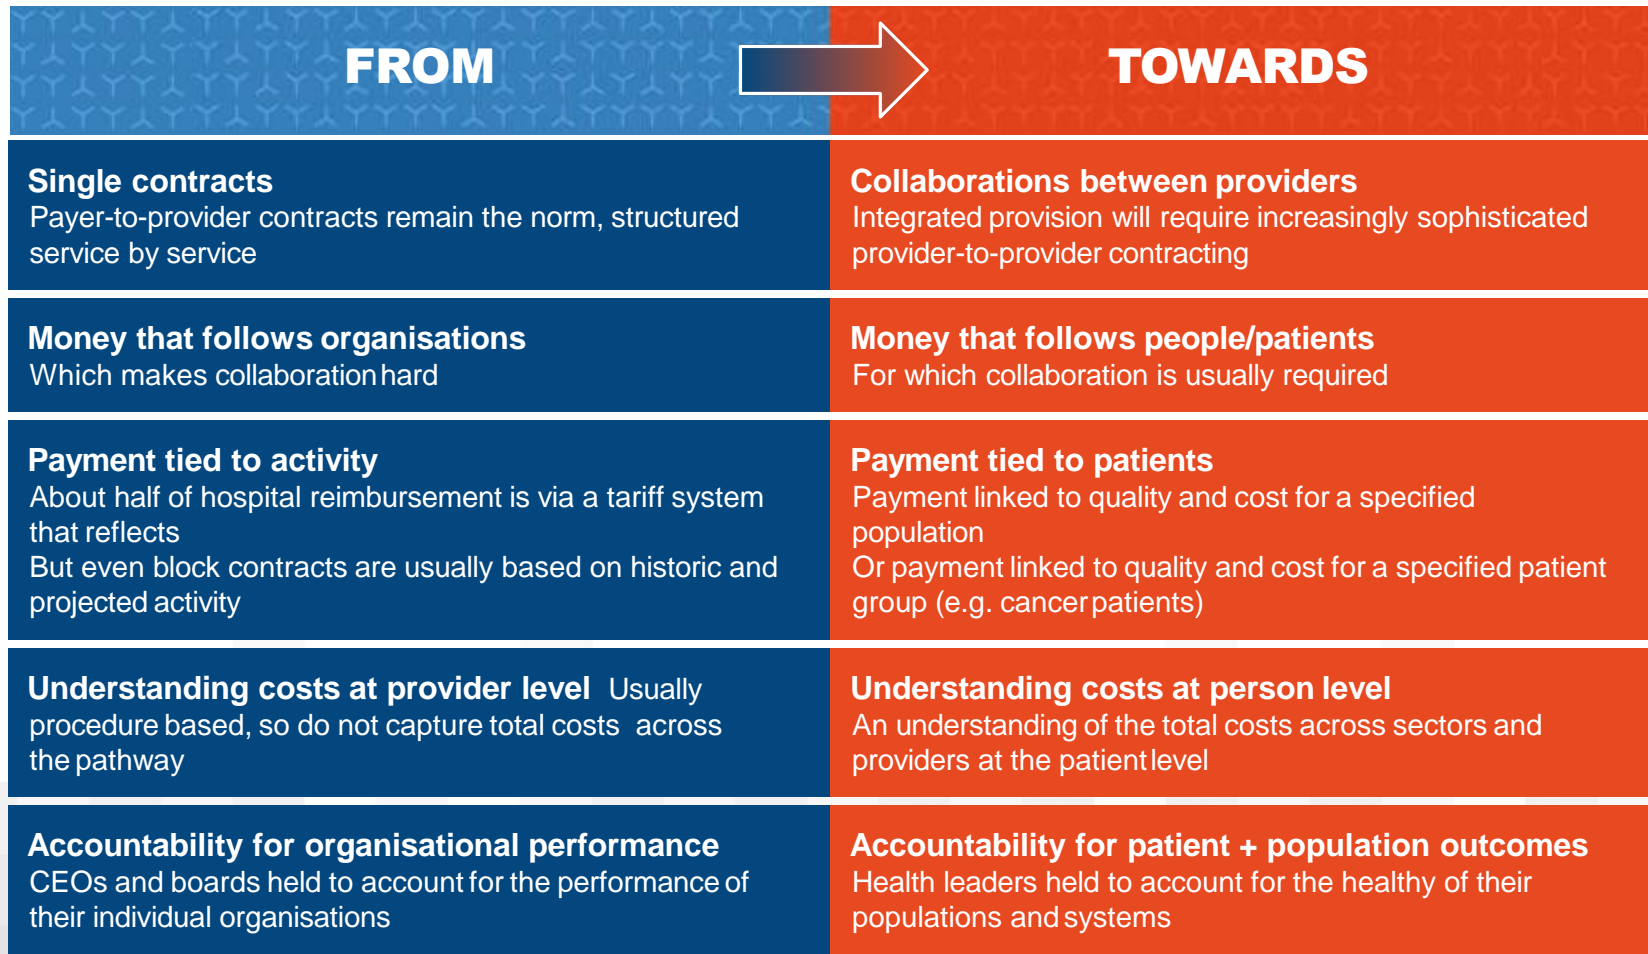 FROM
TOWARDS
Single contracts
Payer-to-provider contracts remain the norm, structured
service by service
Collaborations between providers
Integrated provision will require increasingly sophisticated
provider-to-provider contracting
Money that follows organisations
Which makes collaboration hard
Money that follows people/patients
For which collaboration is usually required
Payment tied to activity
About half of hospital reimbursement is via a tariff system
that reflects
But even block contracts are usually based on historic and
projected activity
Payment tied to patients
Payment linked to quality and cost for a specified
population
Or payment linked to quality and cost for a specified patient
group (e.g. cancer patients)
Understanding costs at provider level Usually
procedure based, so do not capture total costs across
the pathway
Understanding costs at person level
An understanding of the total costs across sectors and
providers at the patient level
Accountability for organisational performance
CEOs and boards held to account for the performance of
their individual organisations
Accountability for patient + population outcomes
Health leaders held to account for the healthy of their
populations and systems